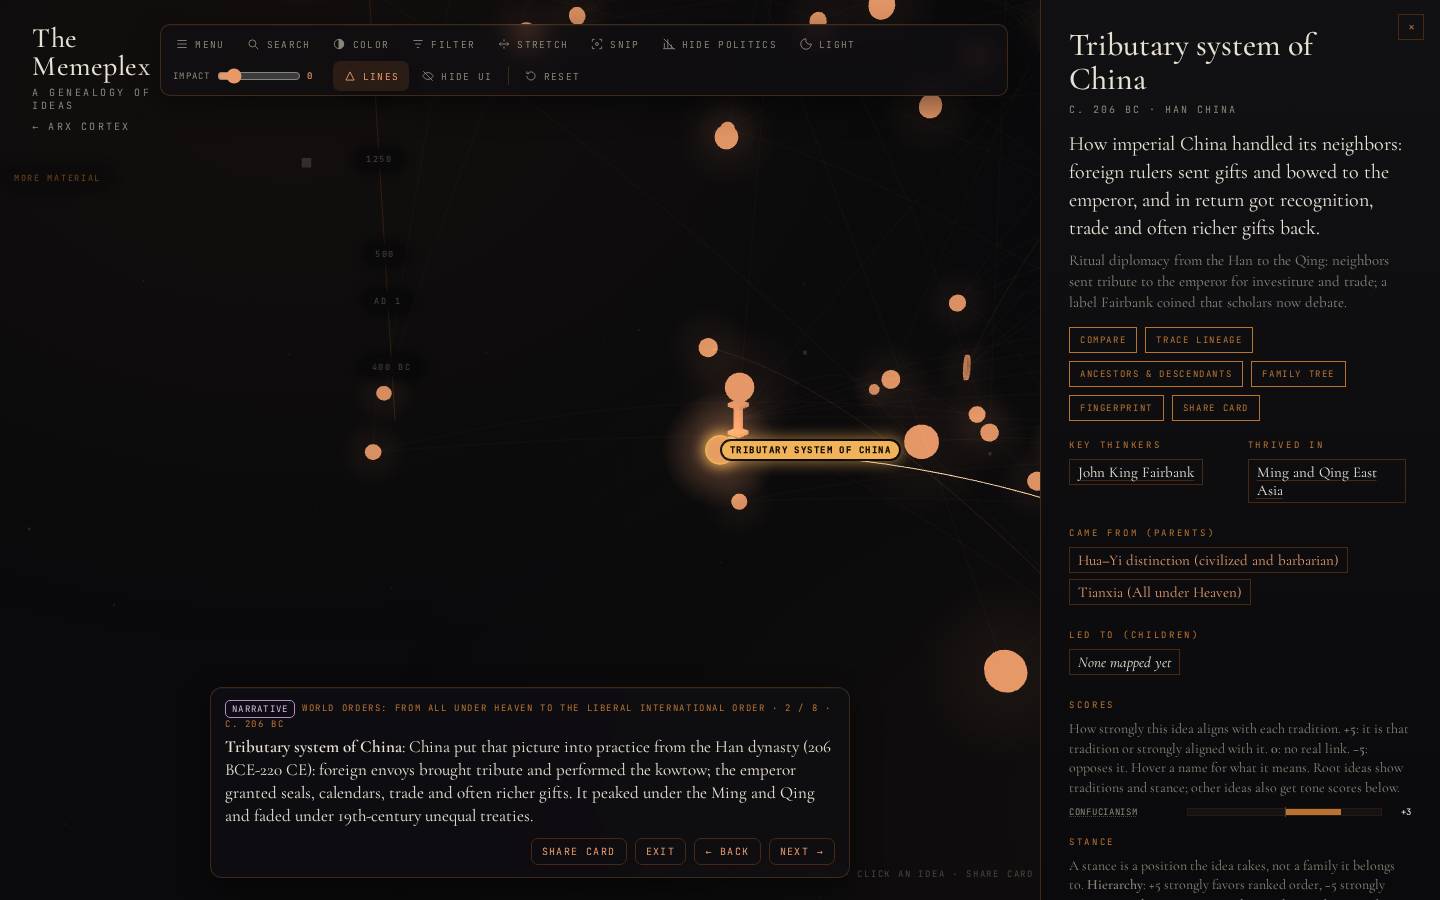 The
Memeplex
A GENEALOGY OF
IDEAS
← ARX CORTEX
MORE MATERIAL
MENU SEARCH COLOR FILTER STRETCH SNIP HIDE POLITICS LIGHT
IMPACT 0 LINES HIDE UI RESET
1250
500
AD 1
400 BC
TRIBUTARY SYSTEM OF CHINA
NARRATIVE WORLD ORDERS: FROM ALL UNDER HEAVEN TO THE LIBERAL INTERNATIONAL ORDER · 2 / 8 ·
C. 206 BC
Tributary system of China: China put that picture into practice from the Han dynasty (206
BCE-220 CE): foreign envoys brought tribute and performed the kowtow; the emperor
granted seals, calendars, trade and often richer gifts. It peaked under the Ming and Qing
and faded under 19th-century unequal treaties.
SHARE CARD EXIT ← BACK NEXT →
CLICK AN IDEA · SHARE CARD
×
Tributary system of
China
C. 206 BC · HAN CHINA
How imperial China handled its neighbors:
foreign rulers sent gifts and bowed to the
emperor, and in return got recognition,
trade and often richer gifts back.
Ritual diplomacy from the Han to the Qing: neighbors
sent tribute to the emperor for investiture and trade; a
label Fairbank coined that scholars now debate.
COMPARE TRACE LINEAGE
ANCESTORS & DESCENDANTS FAMILY TREE
FINGERPRINT SHARE CARD
KEY THINKERS
John King Fairbank
THRIVED IN
Ming and Qing East
Asia
CAME FROM (PARENTS)
Hua–Yi distinction (civilized and barbarian)
Tianxia (All under Heaven)
LED TO (CHILDREN)
None mapped yet
SCORES
How strongly this idea aligns with each tradition. +5: it is that
tradition or strongly aligned with it. 0: no real link. −5:
opposes it. Hover a name for what it means. Root ideas show
traditions and stance; other ideas also get tone scores below.
CONFUCIANISM +3
STANCE
A stance is a position the idea takes, not a family it belongs
to. Hierarchy: +5 strongly favors ranked order, −5 strongly